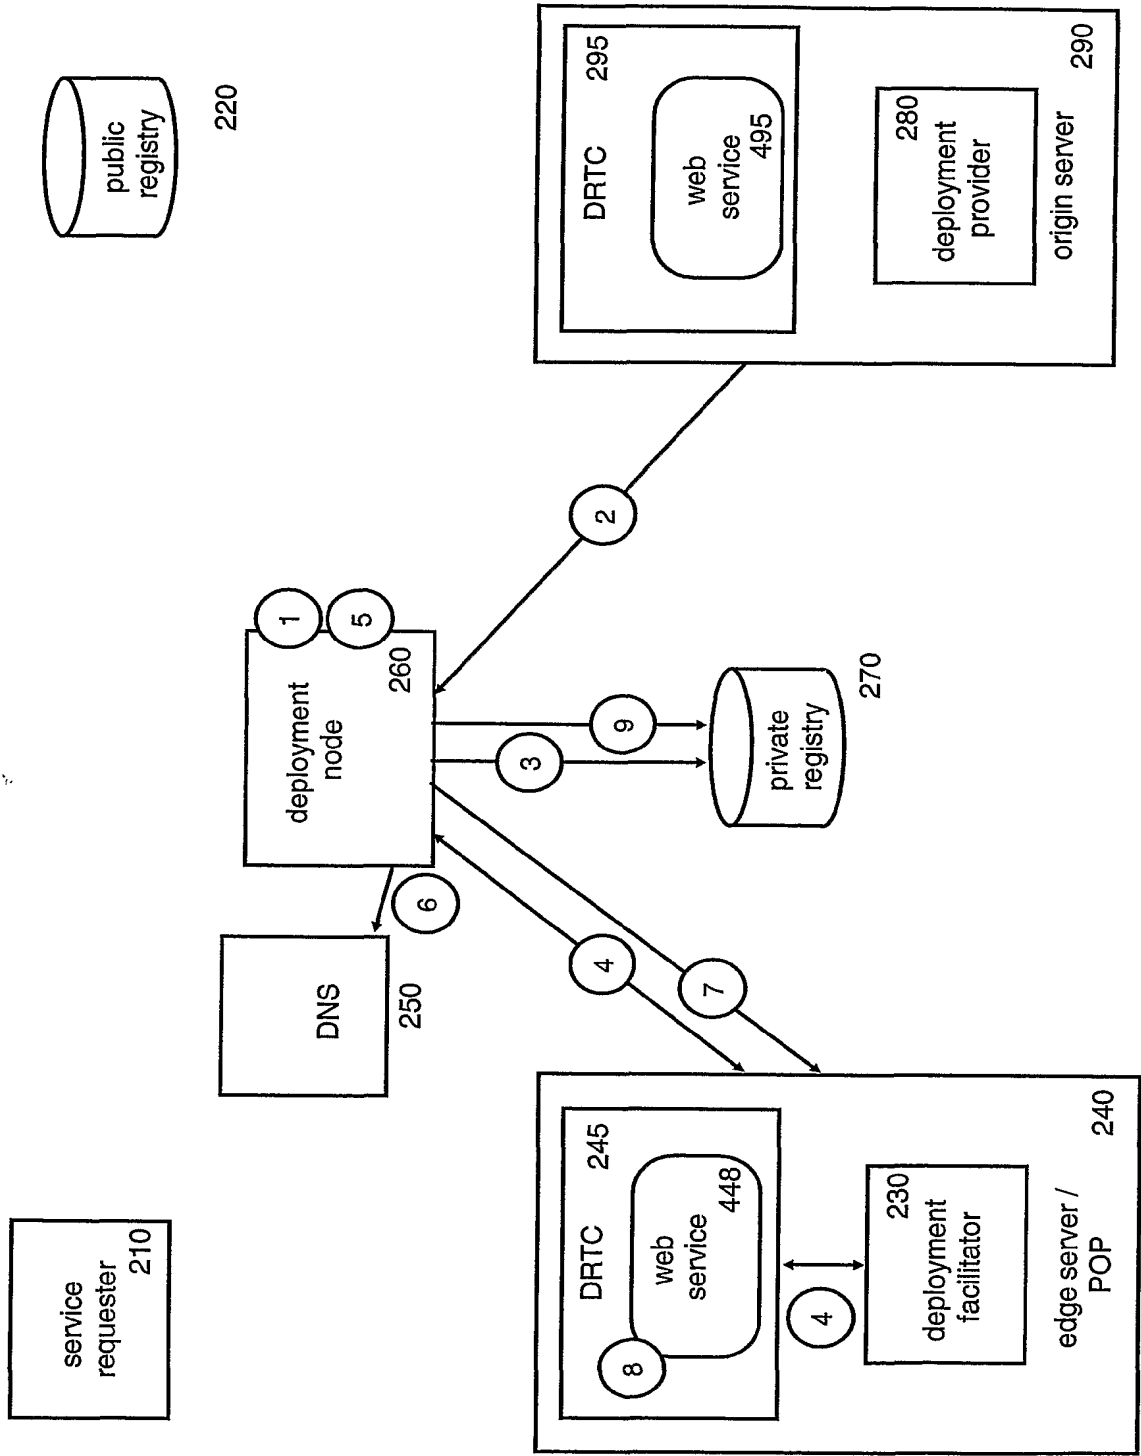 service
requester
210
public
registry
220
DNS
250
deployment
node
260
1
5
6
2
3
9
4
7
private
registry
270
DRTC
245
web
service
448
8
4
deployment
facilitator
230
edge server /
POP
240
DRTC
295
web
service
495
deployment
provider
280
origin server
290